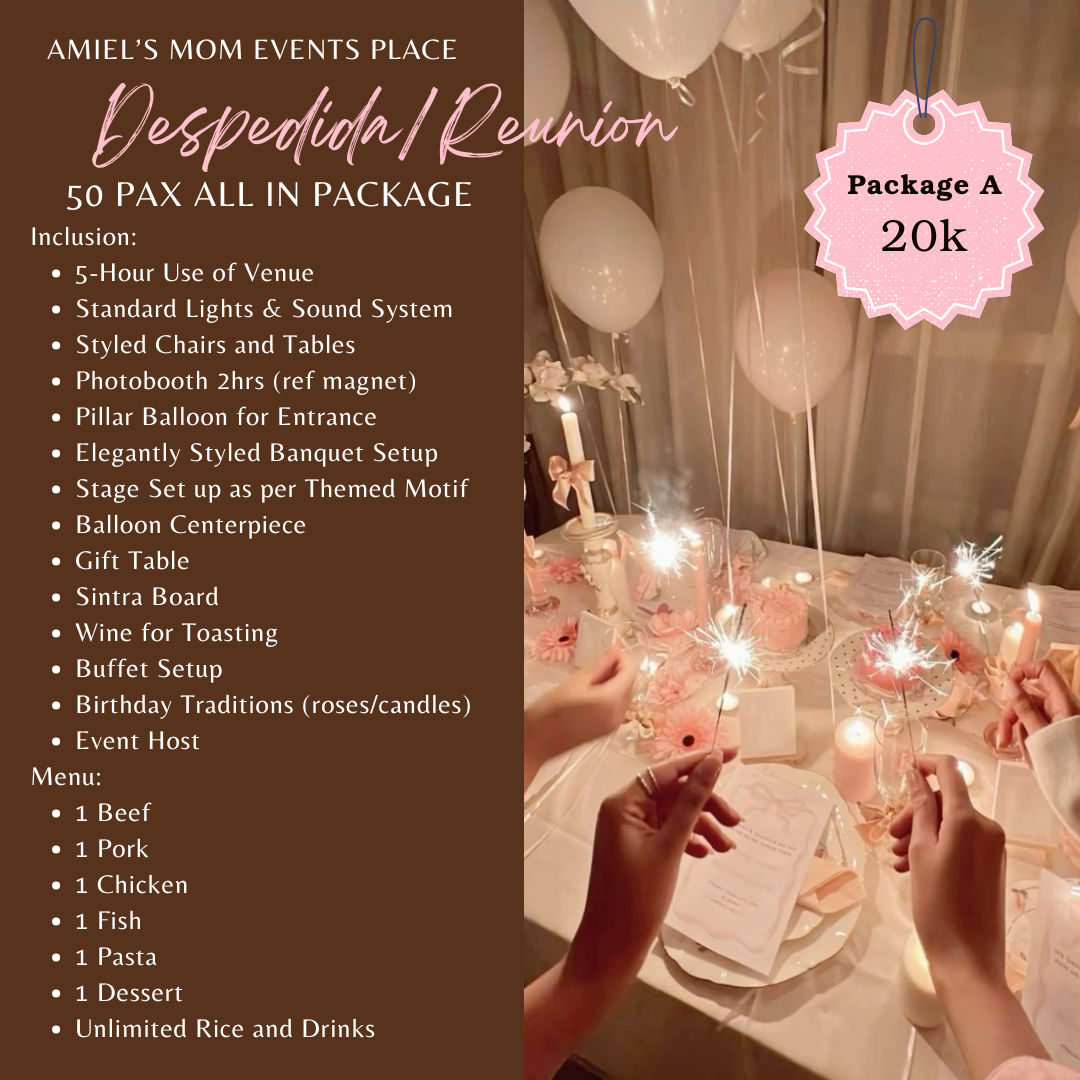 AMIEL'S MOM EVENTS PLACE
Despedida/Reunion
50 PAX ALL IN PACKAGE
Inclusion:
• 5-Hour Use of Venue
• Standard Lights & Sound System
• Styled Chairs and Tables
• Photobooth 2hrs (ref magnet)
• Pillar Balloon for Entrance
• Elegantly Styled Banquet Setup
• Stage Set up as per Themed Motif
• Balloon Centerpiece
• Gift Table
• Sintra Board
• Wine for Toasting
• Buffet Setup
• Birthday Traditions (roses/candles)
• Event Host
Menu:
• 1 Beef
• 1 Pork
• 1 Chicken
• 1 Fish
• 1 Pasta
• 1 Dessert
• Unlimited Rice and Drinks
Package A
20k